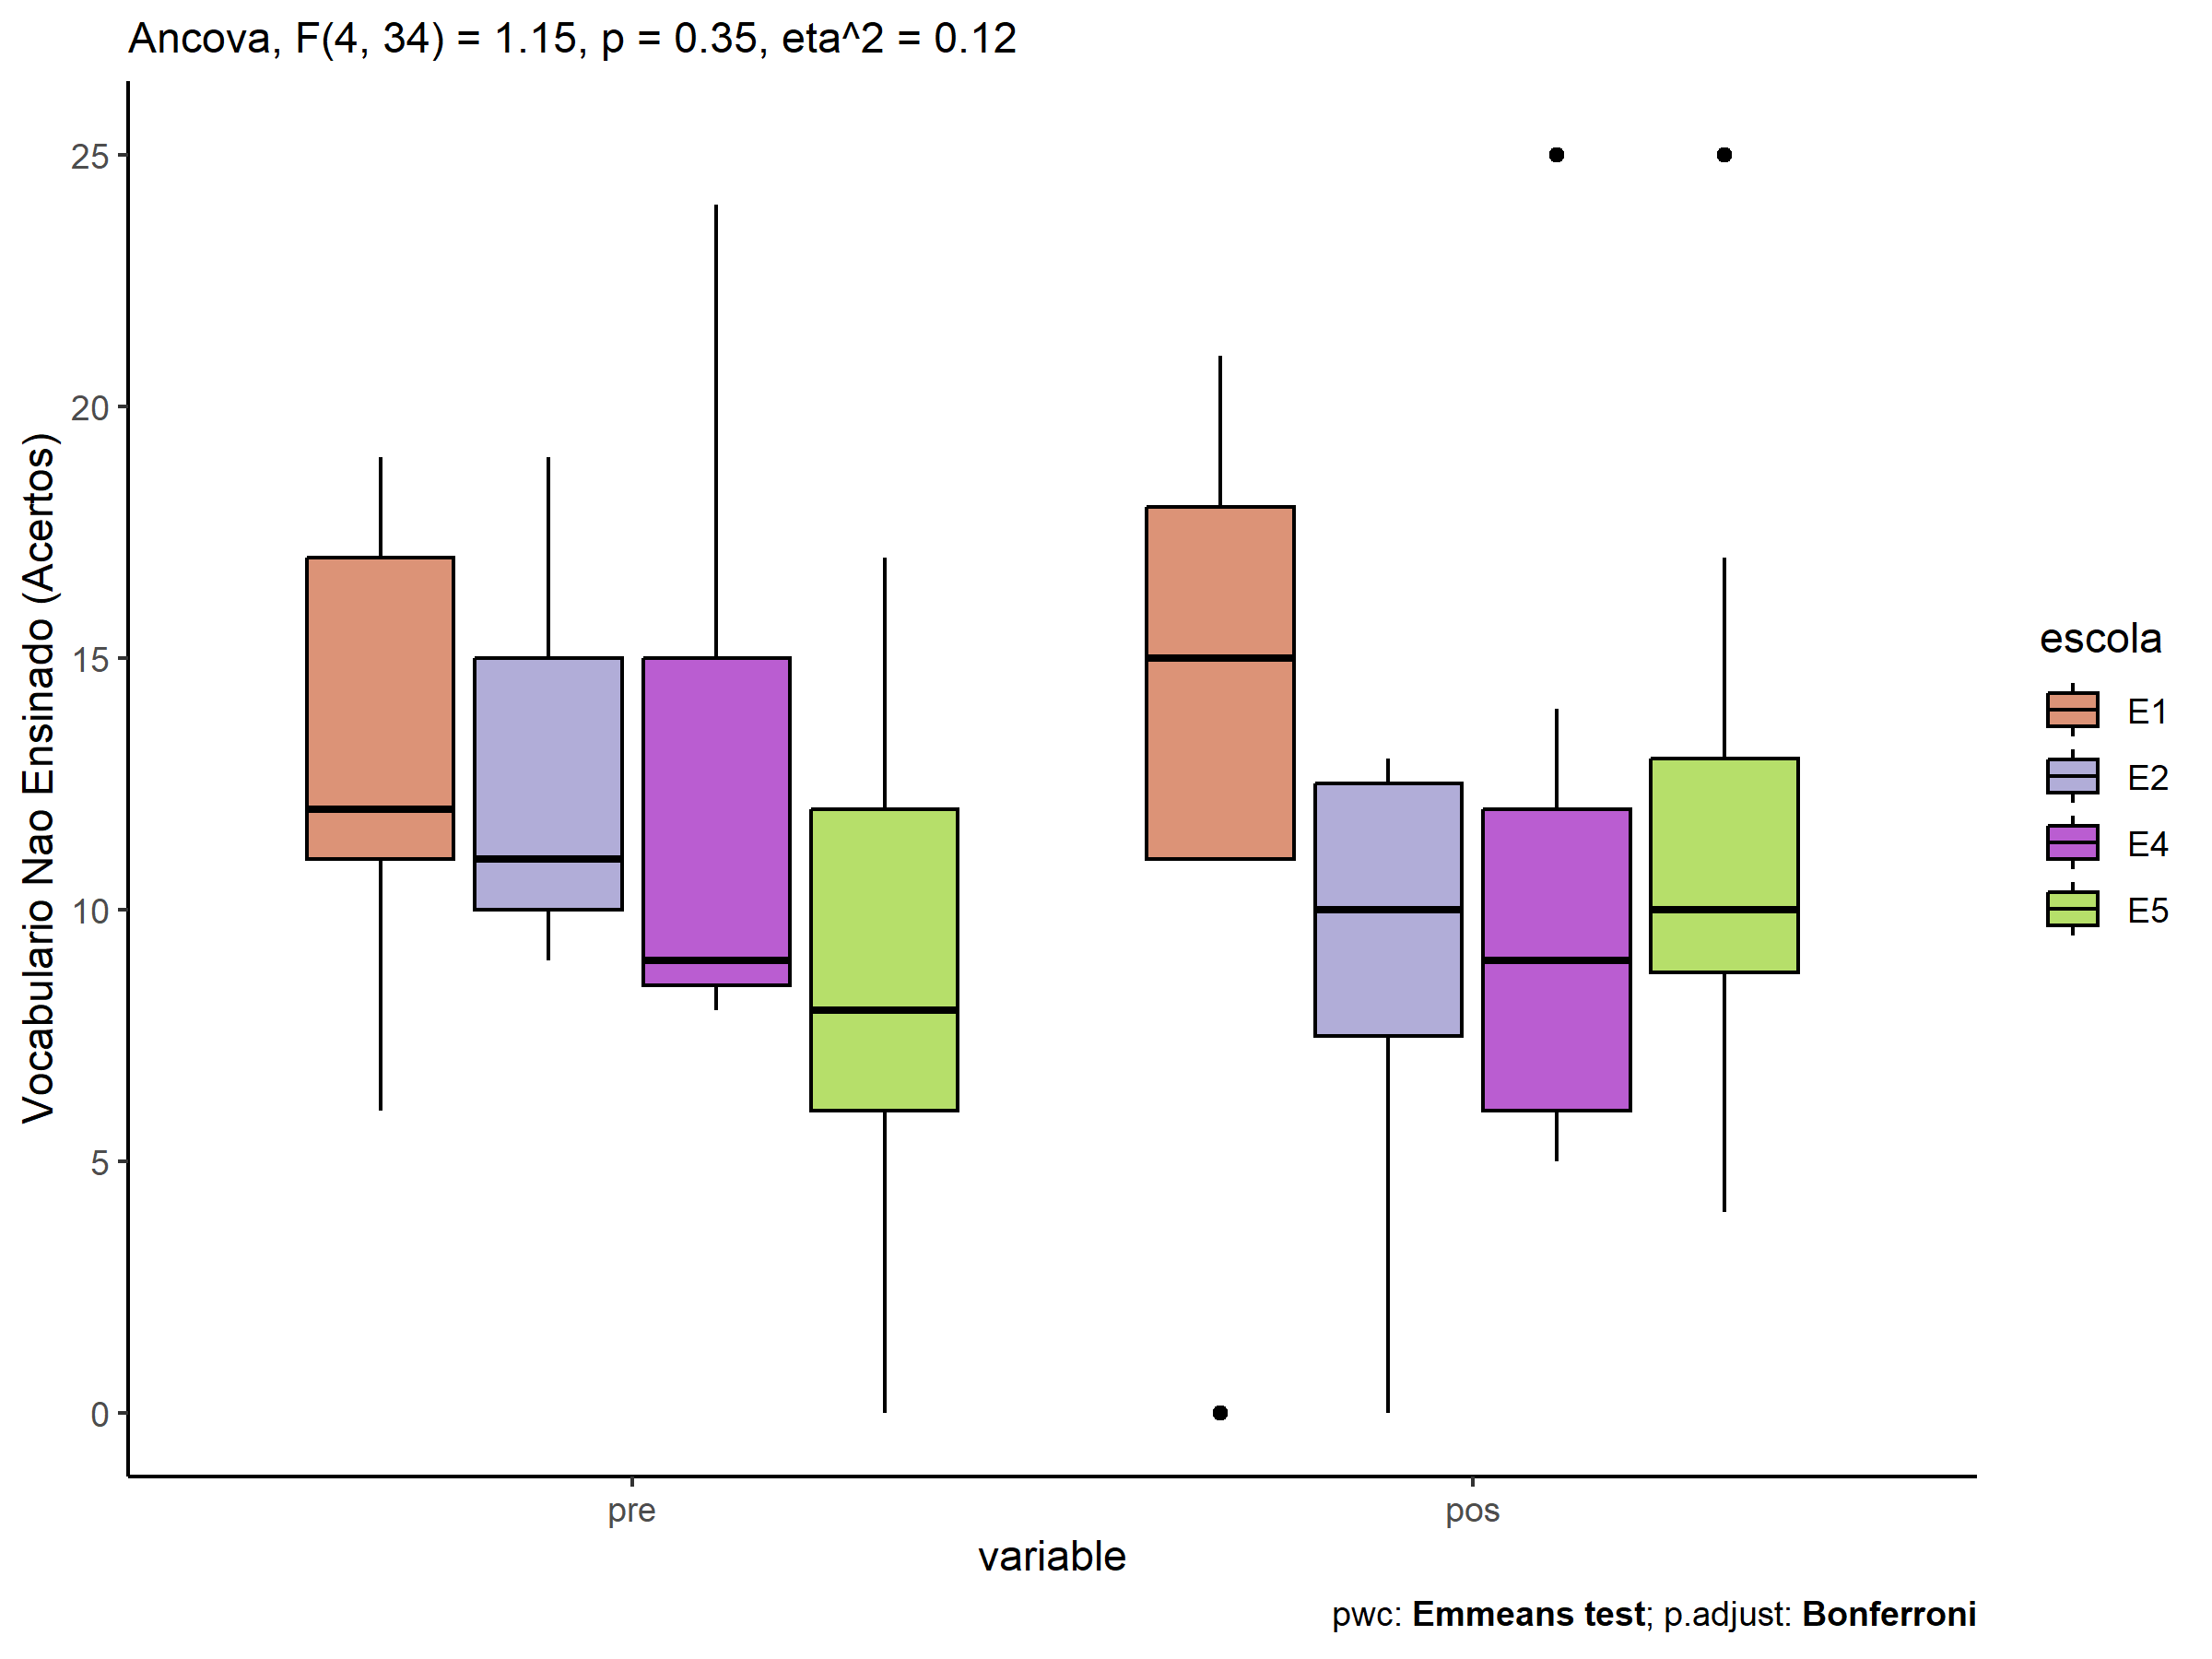 Ancova, F(4, 34) = 1.15, p = 0.35, eta^2 = 0.12
Vocabulario Nao Ensinado (Acertos)
25
20
15
10
5
0
pre
pos
variable
escola
E1
E2
E4
E5
pwc: Emmeans test; p.adjust: Bonferroni